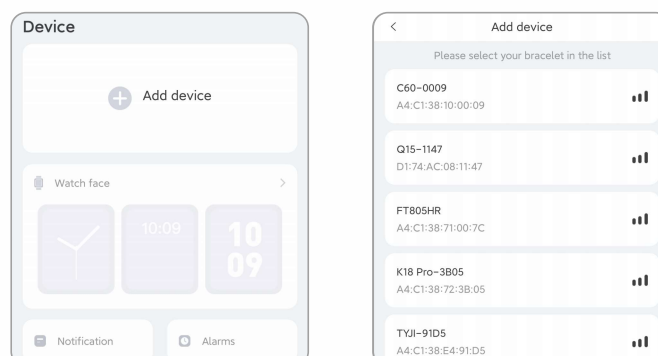 Device
Add device
Watch face
10:09
10
09
Notification
Alarms
Add device
Please select your bracelet in the list
C60-0009
A4:C1:38:10:00:09
Q15-1147
D1:74:AC:08:11:47
FT805HR
A4:C1:38:71:00:7C
K18 Pro-3B05
A4:C1:38:72:3B:05
TYJI-91D5
A4:C1:38:E4:91:D5